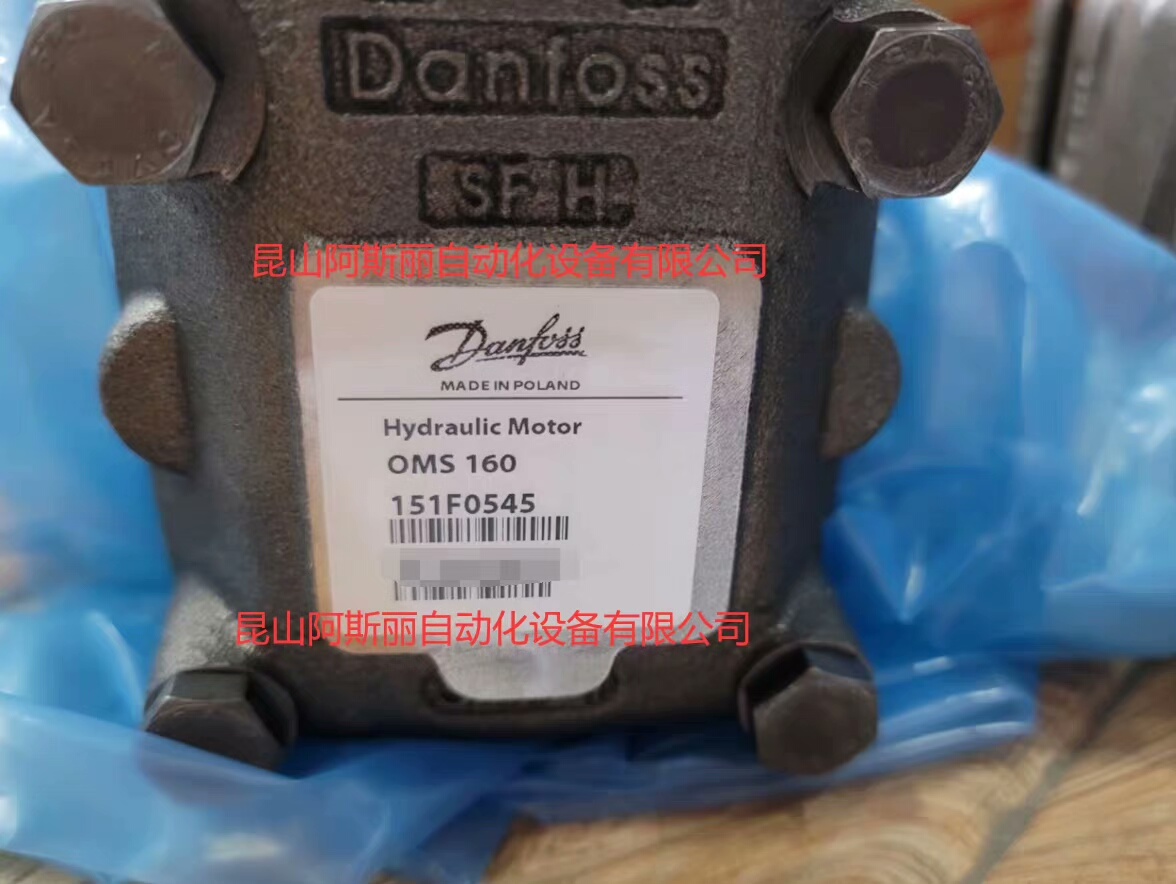 Danfoss
SF H
昆山阿斯丽自动化设备有限公司
Danfoss
MADE IN POLAND
Hydraulic Motor
OMS 160
151F0545
昆山阿斯丽自动化设备有限公司